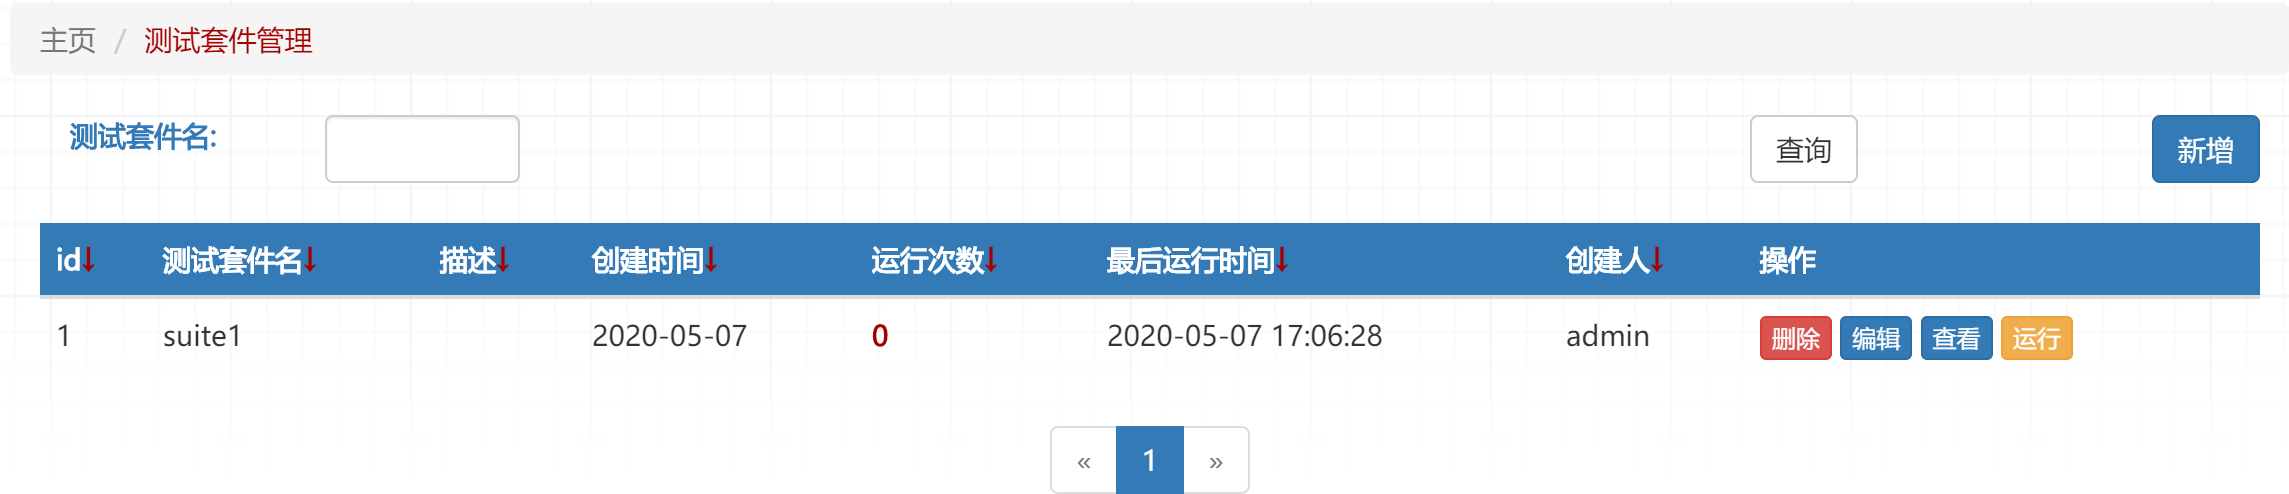 主页 / 测试套件管理
测试套件名: 查询 新增
id↓ 测试套件名↓ 描述↓ 创建时间↓ 运行次数↓ 最后运行时间↓ 创建人↓ 操作
1 suite1 2020-05-07 0 2020-05-07 17:06:28 admin 删除 编辑 查看 运行
« 1 »